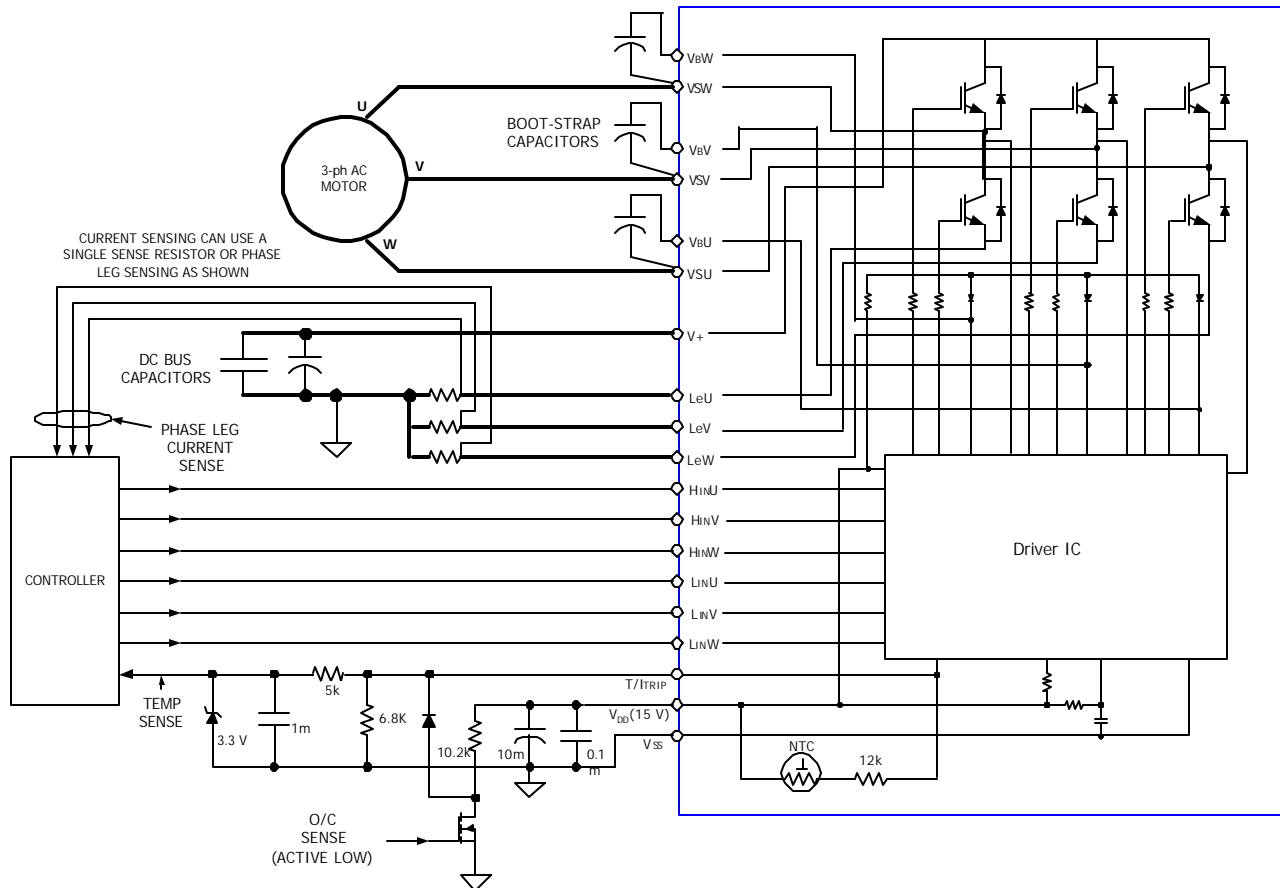 VBW
U
VSW
BOOT-STRAP
CAPACITORS
VBV
3-ph AC
MOTOR
V
VSV
W
VBU
CURRENT SENSING CAN USE A
SINGLE SENSE RESISTOR OR PHASE
LEG SENSING AS SHOWN
VSU
V+
DC BUS
CAPACITORS
LeU
PHASE LEG
CURRENT
SENSE
LeV
LeW
HINU
HINV
HINW
LINU
LINV
LINW
CONTROLLER
Driver IC
TEMP
SENSE
5k
T/ITRIP
3.3 V
1m
6.8K
10.2k
10m
0.1
m
VDD(15 V)
VSS
NTC
12k
O/C
SENSE
(ACTIVE LOW)